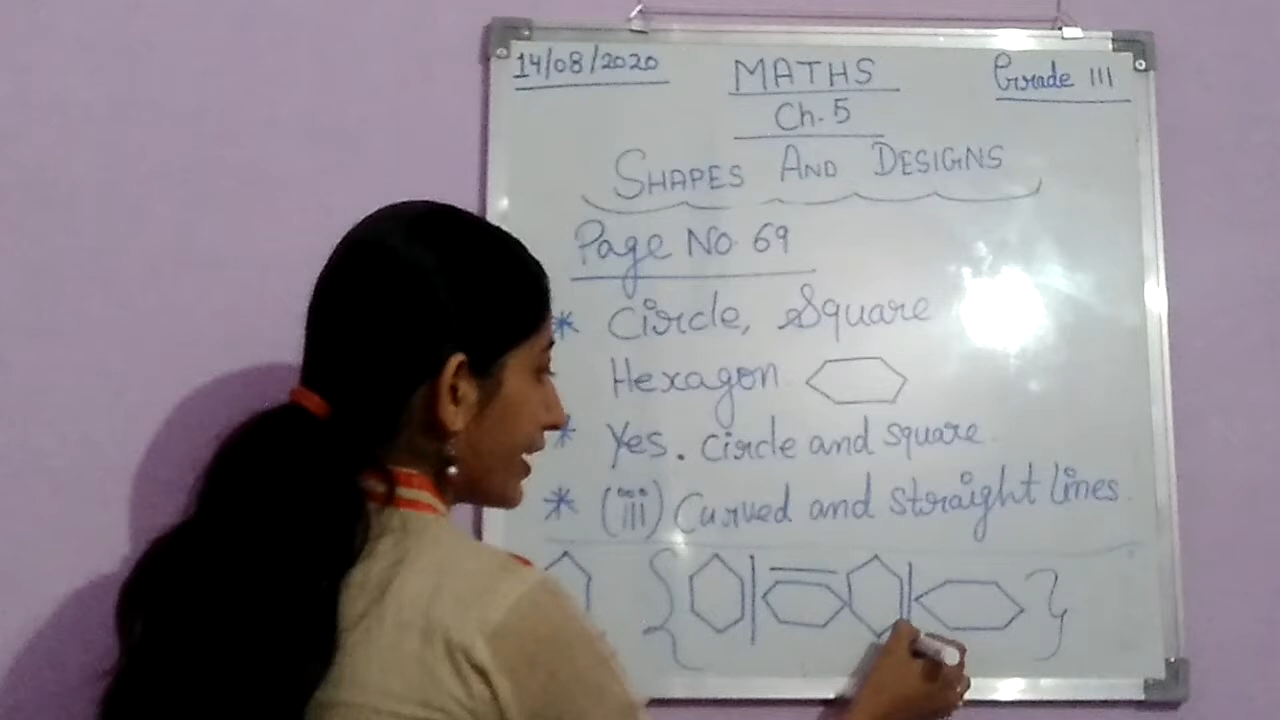 14/08/2020 MATHS Grade III
Ch. 5
SHAPES AND DESIGNS
Page No. 69
* Circle, Square
Hexagon
* Yes. Circle and square.
* (iii) Curved and straight lines.